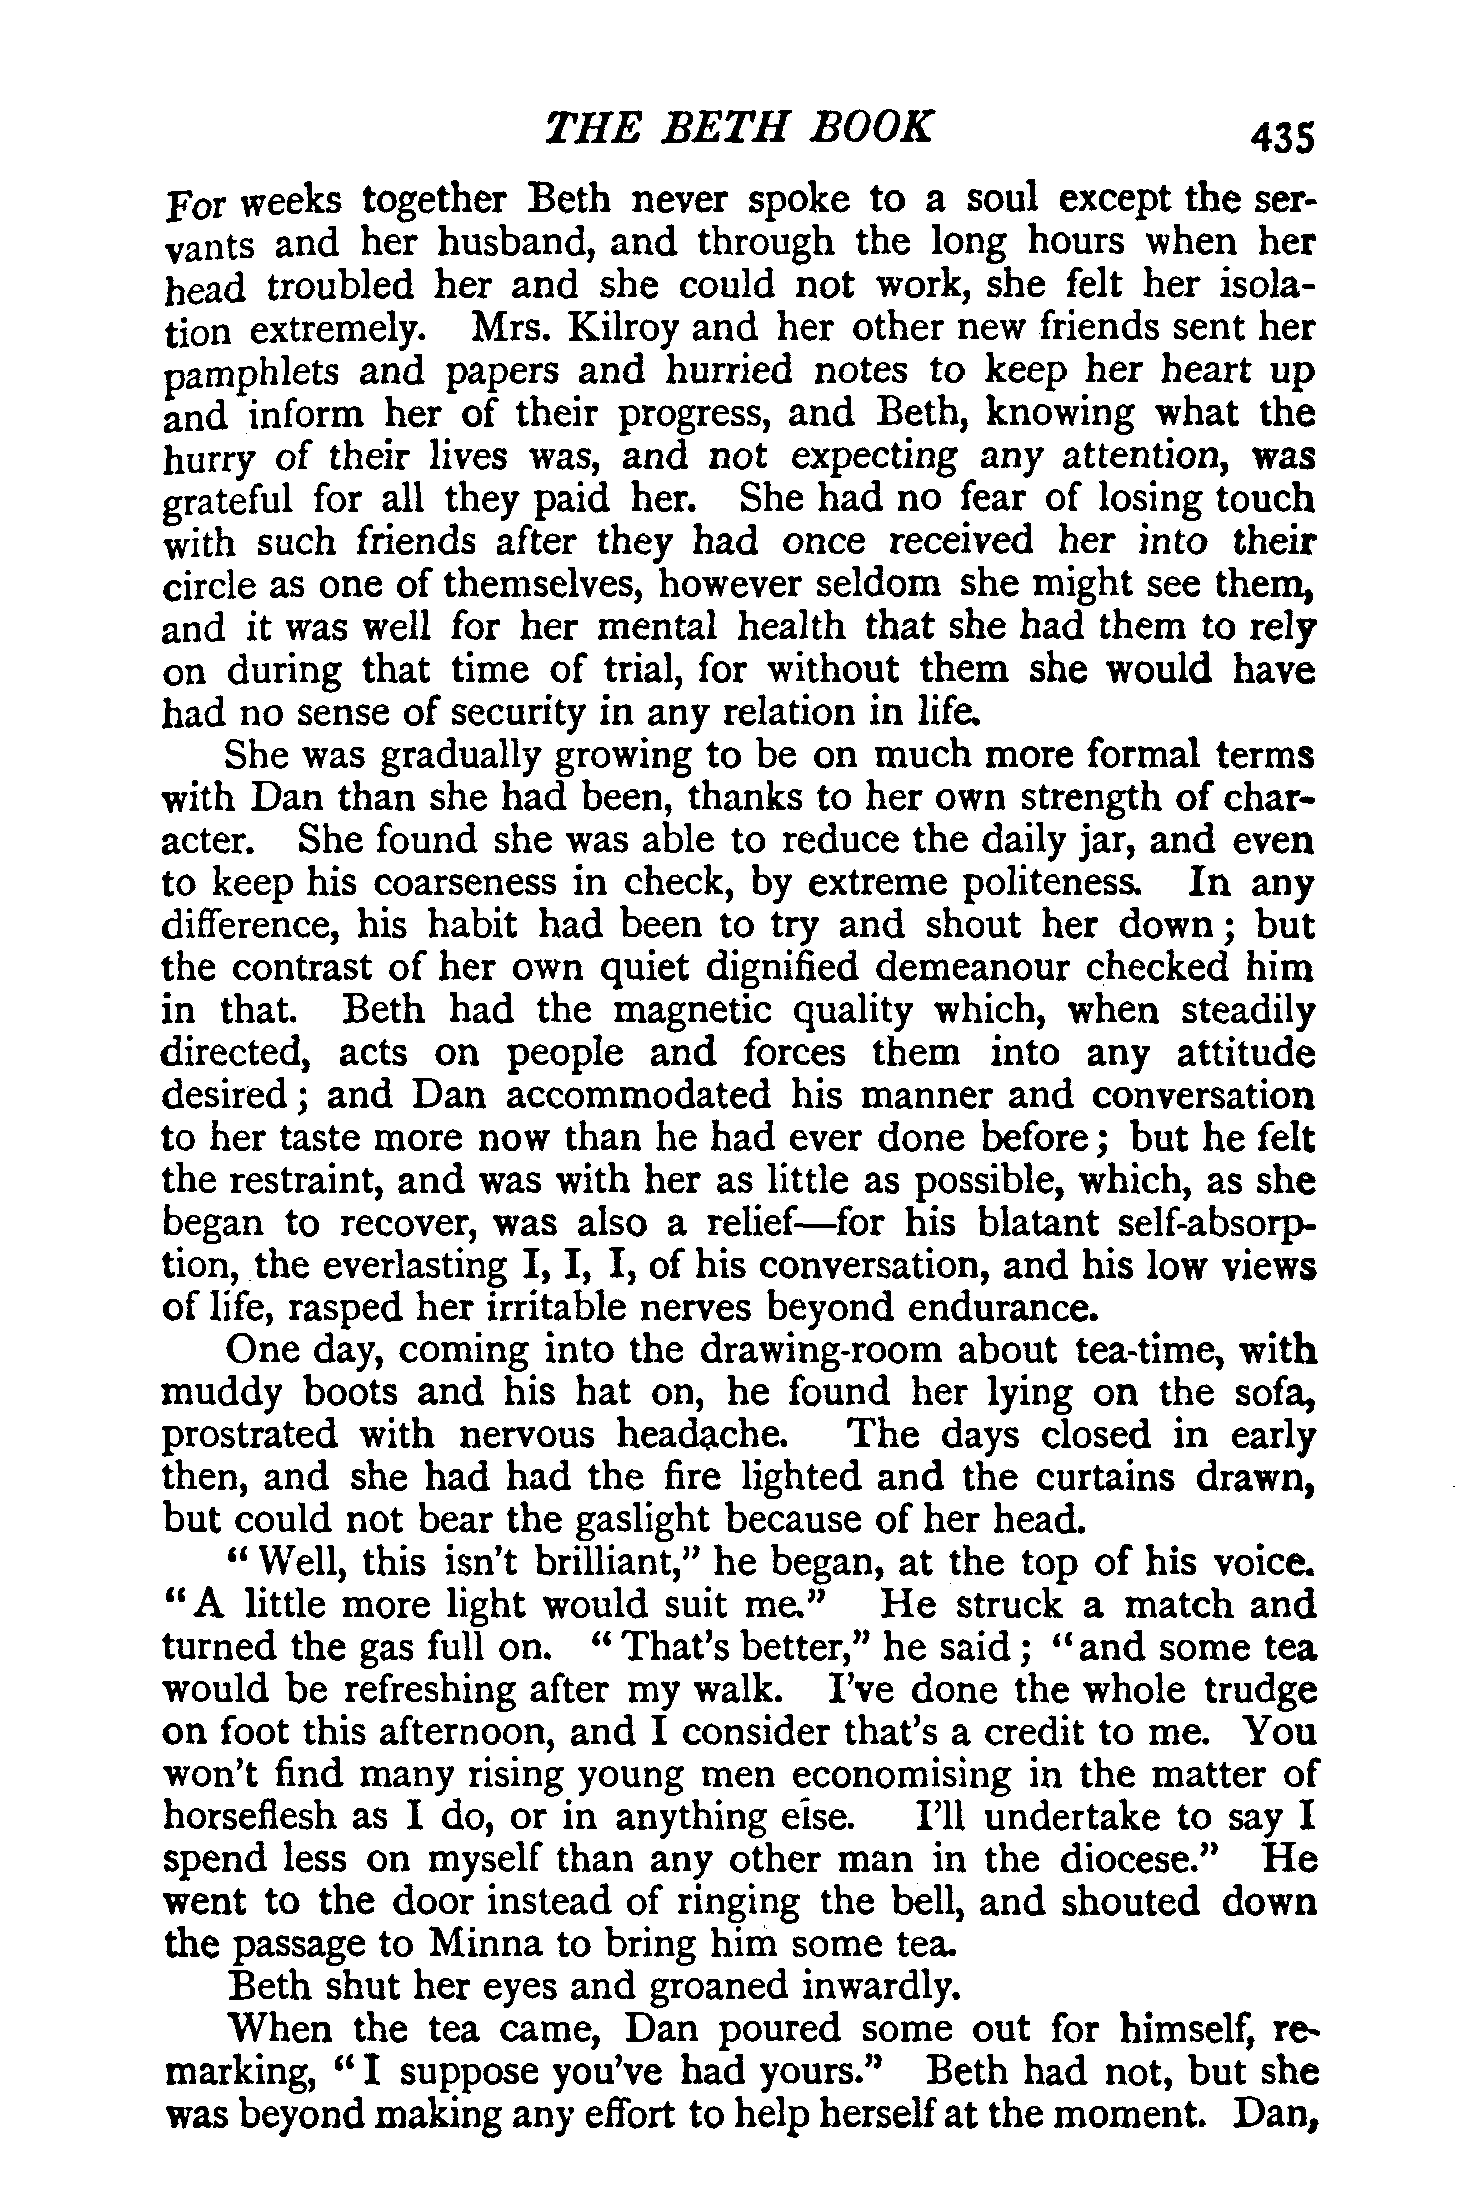 THE BETH BOOK 435
For weeks together Beth never spoke to a soul except the ser-
vants and her husband, and through the long hours when her
head troubled her and she could not work, she felt her isola-
tion extremely. Mrs. Kilroy and her other new friends sent her
pamphlets and papers and hurried notes to keep her heart up
and inform her of their progress, and Beth, knowing what the
hurry of their lives was, and not expecting any attention, was
grateful for all they paid her. She had no fear of losing touch
with such friends after they had once received her into their
circle as one of themselves, however seldom she might see them,
and it was well for her mental health that she had them to rely
on during that time of trial, for without them she would have
had no sense of security in any relation in life.
She was gradually growing to be on much more formal terms
with Dan than she had been, thanks to her own strength of char-
acter. She found she was able to reduce the daily jar, and even
to keep his coarseness in check, by extreme politeness. In any
difference, his habit had been to try and shout her down; but
the contrast of her own quiet dignified demeanour checked him
in that. Beth had the magnetic quality which, when steadily
directed, acts on people and forces them into any attitude
desired; and Dan accommodated his manner and conversation
to her taste more now than he had ever done before; but he felt
the restraint, and was with her as little as possible, which, as she
began to recover, was also a relief—for his blatant self-absorp-
tion, the everlasting I, I, I, of his conversation, and his low views
of life, rasped her irritable nerves beyond endurance.
One day, coming into the drawing-room about tea-time, with
muddy boots and his hat on, he found her lying on the sofa,
prostrated with nervous headache. The days closed in early
then, and she had had the fire lighted and the curtains drawn,
but could not bear the gaslight because of her head.
"Well, this isn't brilliant," he began, at the top of his voice.
"A little more light would suit me." He struck a match and
turned the gas full on. "That's better," he said; "and some tea
would be refreshing after my walk. I've done the whole trudge
on foot this afternoon, and I consider that's a credit to me. You
won't find many rising young men economising in the matter of
horseflesh as I do, or in anything else. I'll undertake to say I
spend less on myself than any other man in the diocese." He
went to the door instead of ringing the bell, and shouted down
the passage to Minna to bring him some tea.
Beth shut her eyes and groaned inwardly.
When the tea came, Dan poured some out for himself, re-
marking, "I suppose you've had yours." Beth had not, but she
was beyond making any effort to help herself at the moment. Dan,